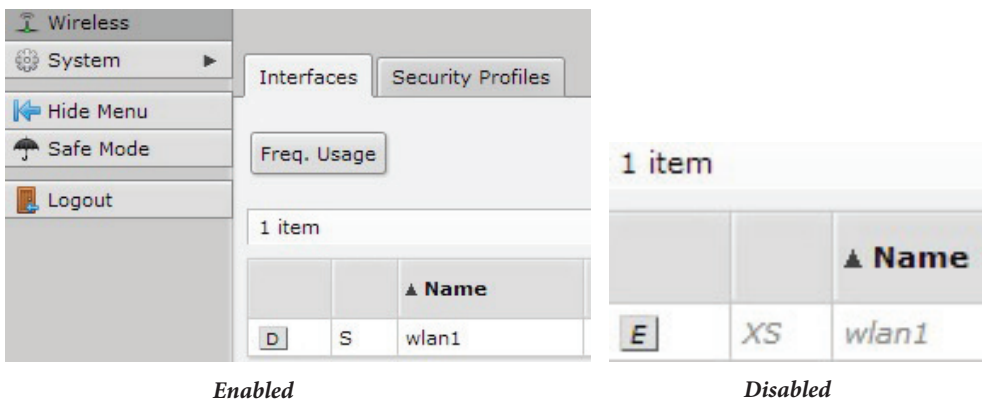 Wireless
System
Hide Menu
Safe Mode
Logout
Interfaces
Security Profiles
Freq. Usage
1 item
Name
D S wlan1
Enabled
1 item
Name
E XS wlan1
Disabled